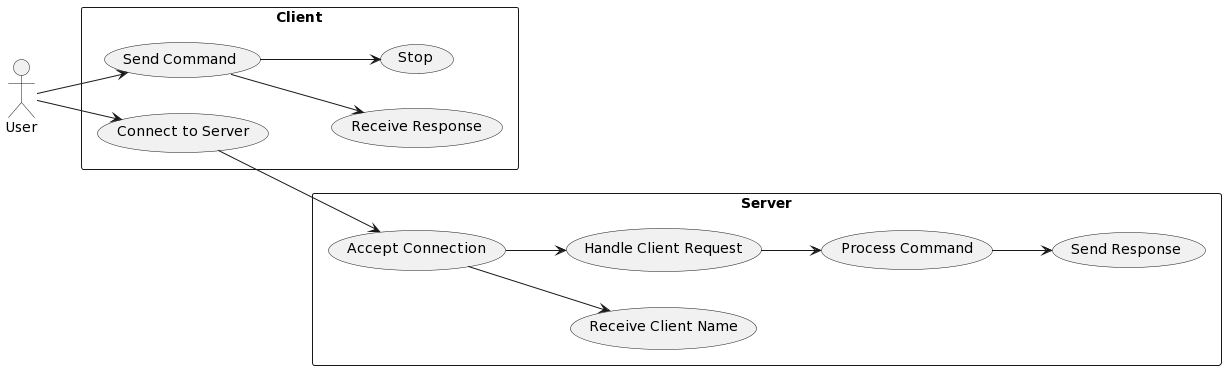 Client
Send Command
Stop
User
Connect to Server
Receive Response
Server
Accept Connection
Handle Client Request
Process Command
Send Response
Receive Client Name